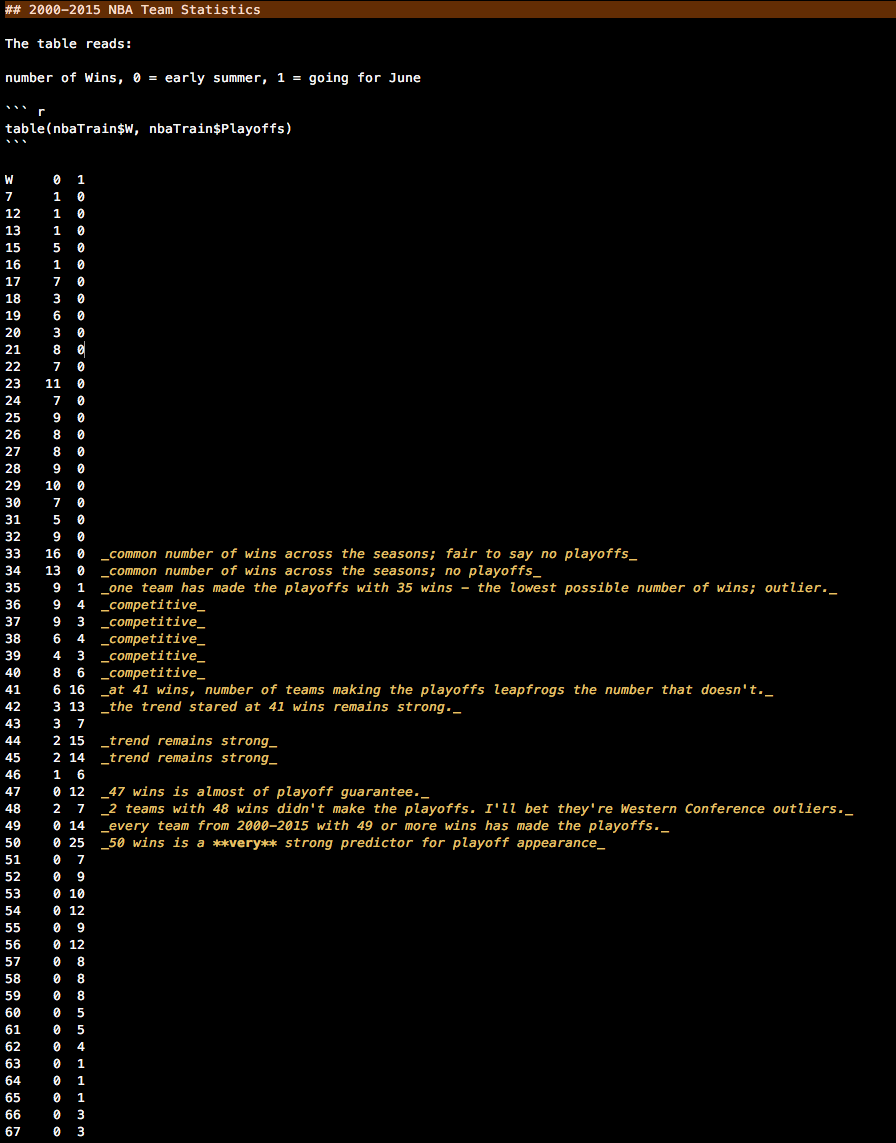 ## 2000-2015 NBA Team Statistics
The table reads:
number of Wins, 0 = early summer, 1 = going for June
``` r
table(nbaTrain$W, nbaTrain$Playoffs)
```
W     0  1
7     1  0
12    1  0
13    1  0
15    5  0
16    1  0
17    7  0
18    3  0
19    6  0
20    3  0
21    8  0
22    7  0
23   11  0
24    7  0
25    9  0
26    8  0
27    8  0
28    9  0
29   10  0
30    7  0
31    5  0
32    9  0
33   16  0  _common number of wins across the seasons; fair to say no playoffs_
34   13  0  _common number of wins across the seasons; no playoffs_
35    9  1  _one team has made the playoffs with 35 wins - the lowest possible number of wins; outlier._
36    9  4  _competitive_
37    9  3  _competitive_
38    6  4  _competitive_
39    4  3  _competitive_
40    8  6  _competitive_
41    6 16  _at 41 wins, number of teams making the playoffs leapfrogs the number that doesn't._
42    3 13  _the trend stared at 41 wins remains strong._
43    3  7
44    2 15  _trend remains strong_
45    2 14  _trend remains strong_
46    1  6
47    0 12  _47 wins is almost of playoff guarantee._
48    2  7  _2 teams with 48 wins didn't make the playoffs. I'll bet they're Western Conference outliers._
49    0 14  _every team from 2000-2015 with 49 or more wins has made the playoffs._
50    0 25  _50 wins is a **very** strong predictor for playoff appearance_
51    0  7
52    0  9
53    0 10
54    0 12
55    0  9
56    0 12
57    0  8
58    0  8
59    0  8
60    0  5
61    0  5
62    0  4
63    0  1
64    0  1
65    0  1
66    0  3
67    0  3